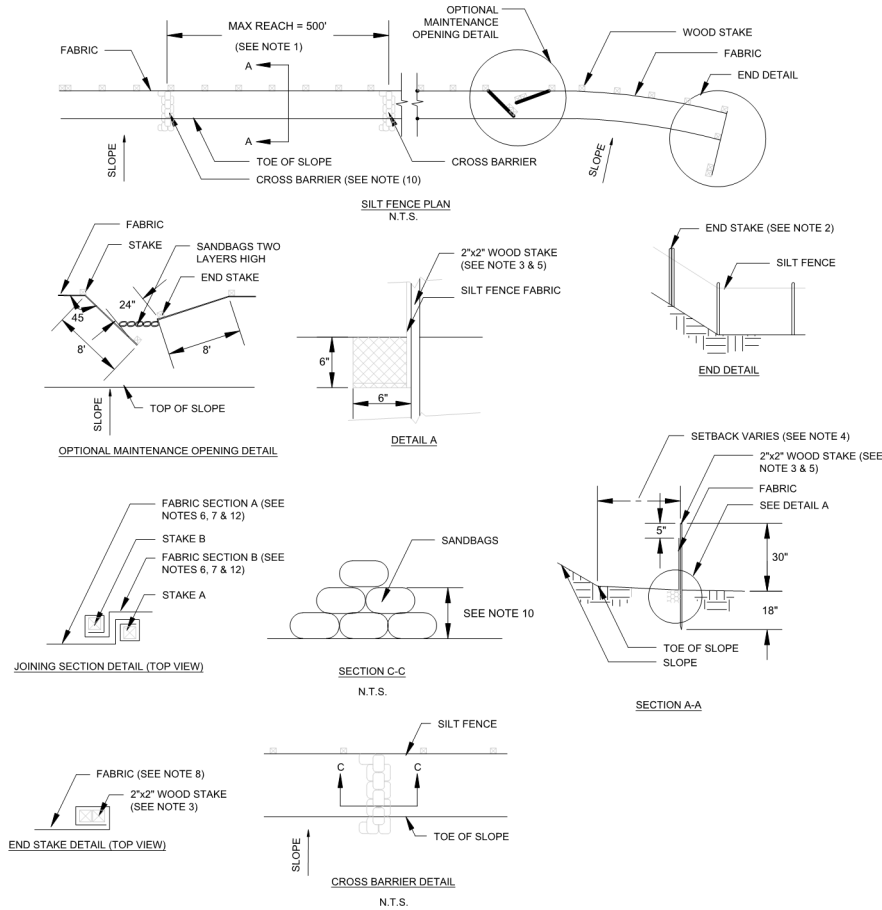 OPTIONAL
MAINTENANCE
OPENING DETAIL
MAX REACH = 500'
(SEE NOTE 1)
FABRIC
WOOD STAKE
FABRIC
END DETAIL
A
A
SLOPE
TOE OF SLOPE
CROSS BARRIER (SEE NOTE (10)
CROSS BARRIER
SLOPE
SILT FENCE PLAN
N.T.S.
FABRIC
STAKE
SANDBAGS TWO
LAYERS HIGH
END STAKE
24"
45
8'
8'
SLOPE
TOP OF SLOPE
OPTIONAL MAINTENANCE OPENING DETAIL
2"x2" WOOD STAKE
(SEE NOTE 3 & 5)
SILT FENCE FABRIC
6"
6"
DETAIL A
END STAKE (SEE NOTE 2)
SILT FENCE
END DETAIL
SETBACK VARIES (SEE NOTE 4)
2"x2" WOOD STAKE (SEE
NOTE 3 & 5)
FABRIC
SEE DETAIL A
5"
30"
18"
TOE OF SLOPE
SLOPE
SECTION A-A
FABRIC SECTION A (SEE
NOTES 6, 7 & 12)
STAKE B
FABRIC SECTION B (SEE
NOTES 6, 7 & 12)
STAKE A
JOINING SECTION DETAIL (TOP VIEW)
SANDBAGS
SEE NOTE 10
SECTION C-C
N.T.S.
FABRIC (SEE NOTE 8)
2"x2" WOOD STAKE
(SEE NOTE 3)
END STAKE DETAIL (TOP VIEW)
SILT FENCE
C
C
SLOPE
TOE OF SLOPE
CROSS BARRIER DETAIL
N.T.S.